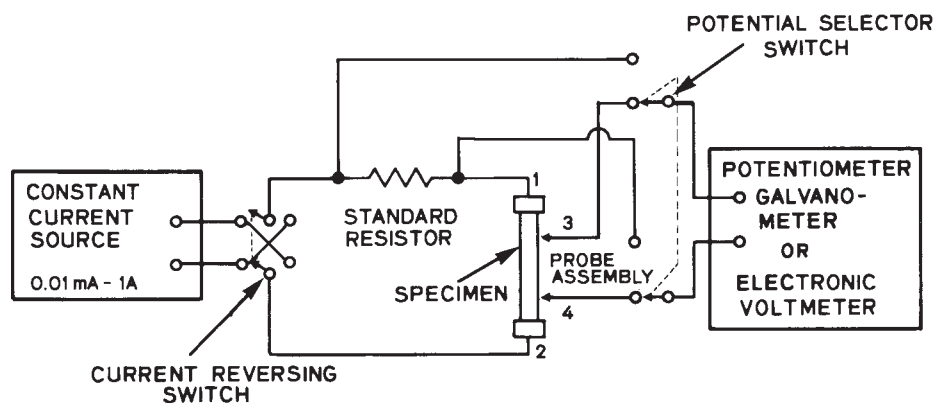 POTENTIAL SELECTOR
SWITCH
CONSTANT
CURRENT
SOURCE
0.01 mA - 1A
STANDARD
RESISTOR
1
3
PROBE
ASSEMBLY
SPECIMEN
4
2
POTENTIOMETER
GALVANO-
METER
OR
ELECTRONIC
VOLTMETER
CURRENT REVERSING
SWITCH